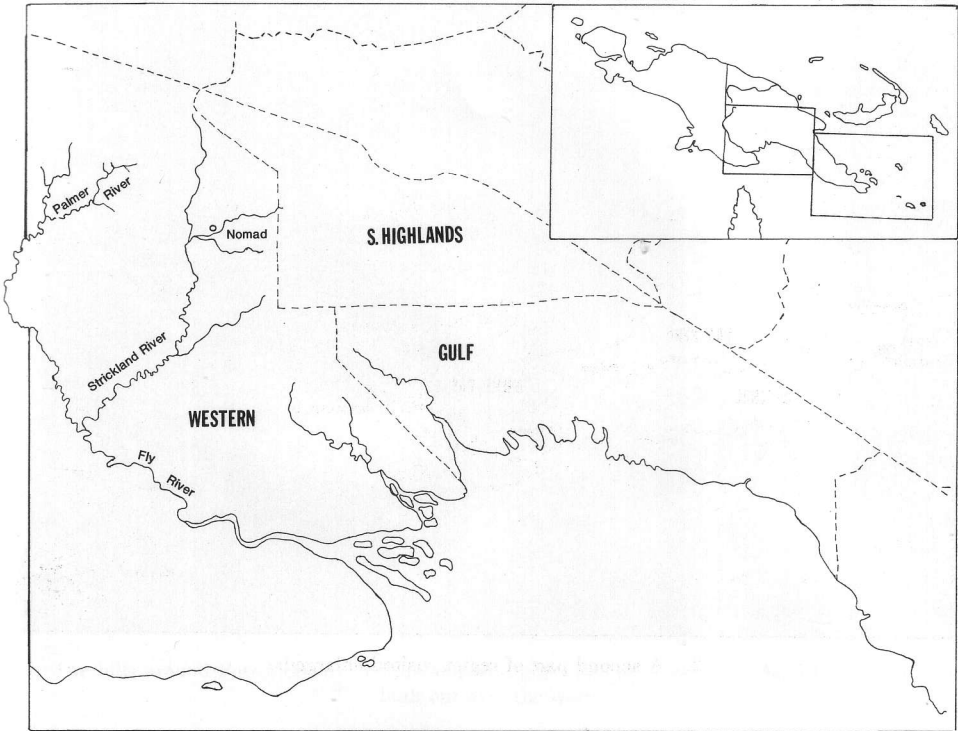 Palmer
River
Nomad
S. HIGHLANDS
Strickland River
GULF
WESTERN
Fly
River